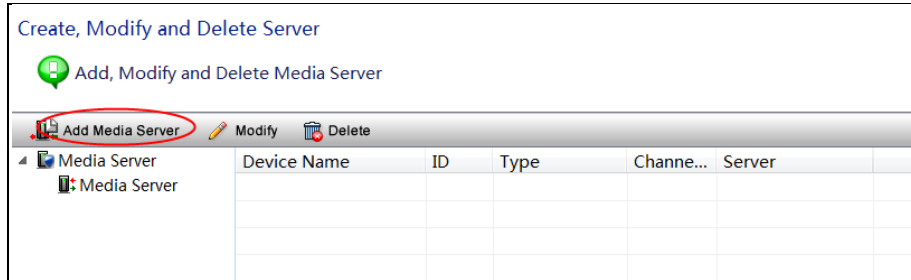 Create, Modify and Delete Server
Add, Modify and Delete Media Server
Add Media Server Modify Delete
Media Server Device Name ID Type Channe... Server
Media Server